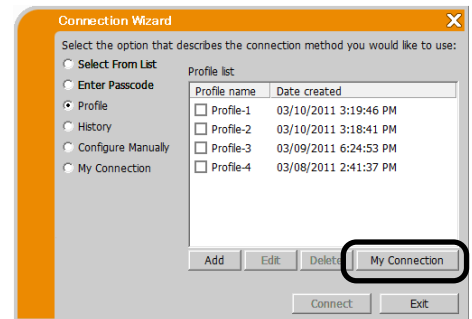 Connection Wizard
Select the option that describes the connection method you would like to use:
Select From List
Enter Passcode
Profile
History
Configure Manually
My Connection
Profile list
Profile name Date created
Profile-1 03/10/2011 3:19:46 PM
Profile-2 03/10/2011 3:18:41 PM
Profile-3 03/09/2011 6:24:53 PM
Profile-4 03/08/2011 2:41:37 PM
Add Edit Delete My Connection
Connect Exit